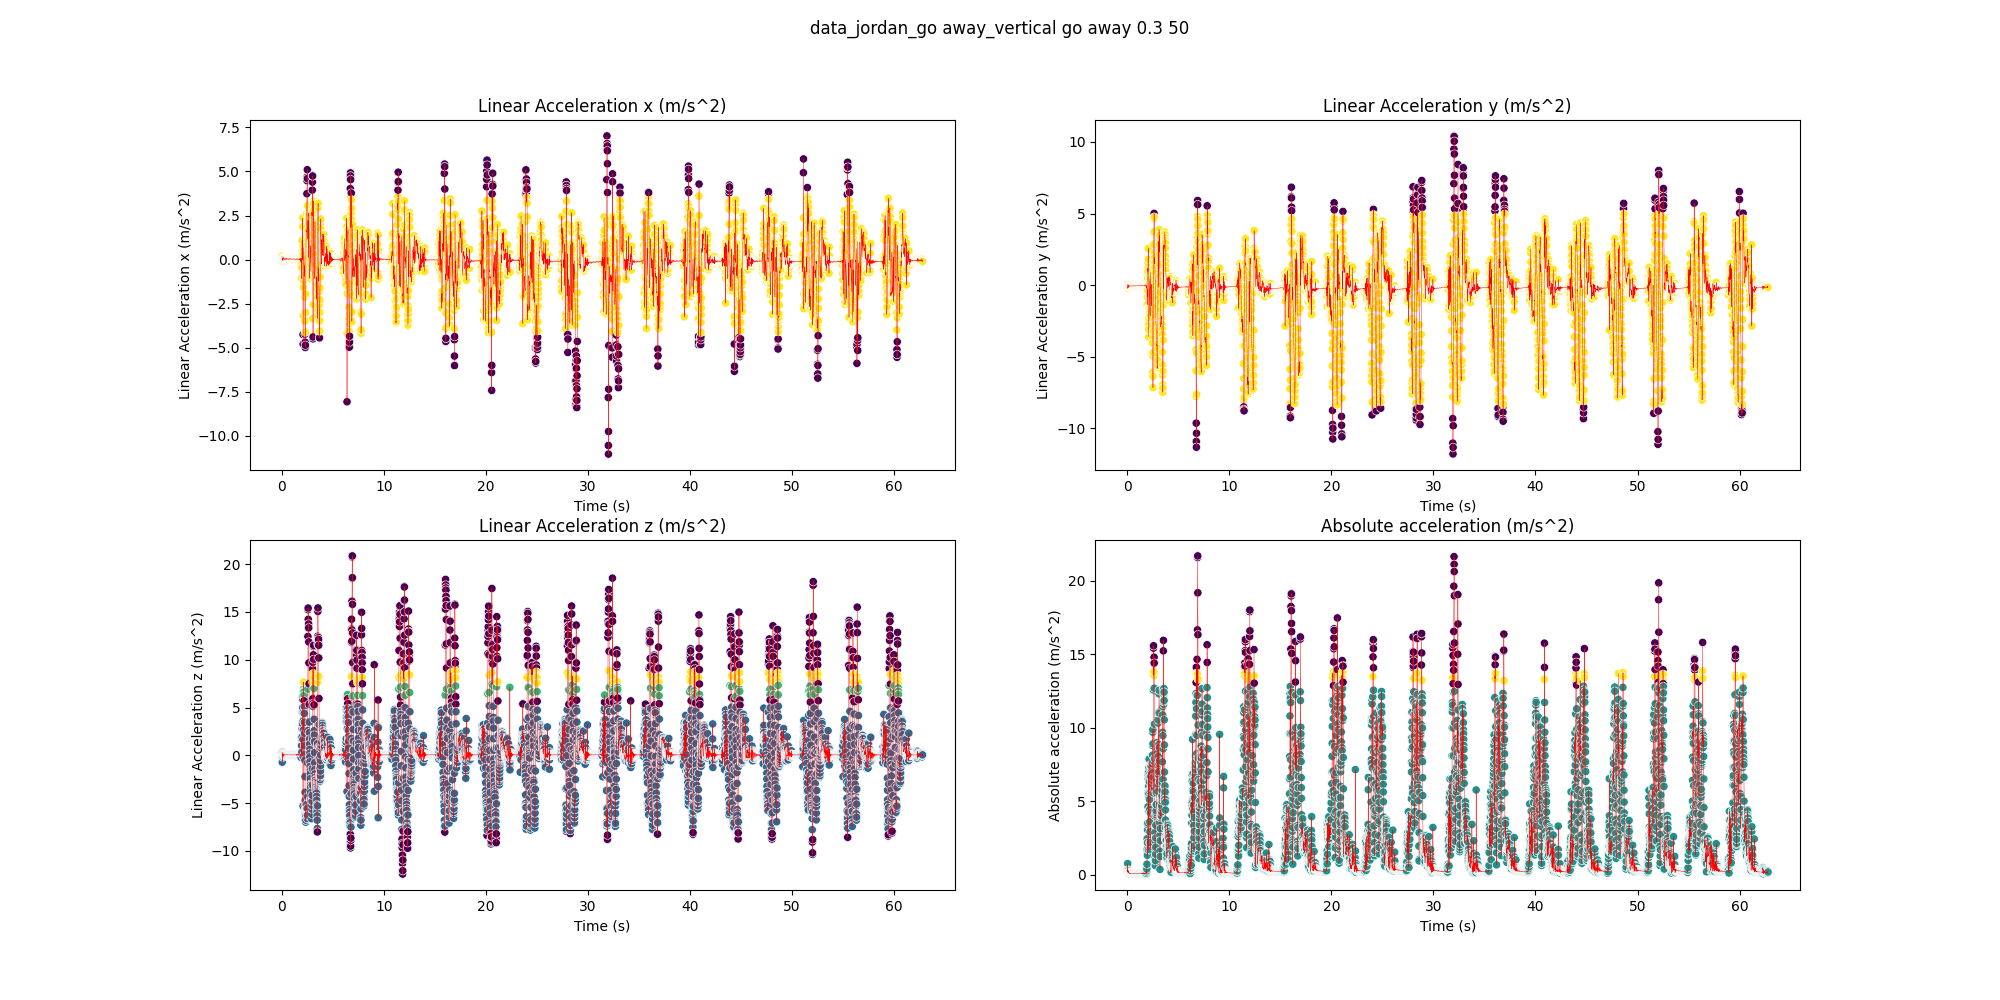 data_jordan_go away_vertical go away 0.3 50
Linear Acceleration x (m/s^2)
Linear Acceleration x (m/s^2)
7.5
5.0
2.5
0.0
−2.5
−5.0
−7.5
−10.0
0 10 20 30 40 50 60
Time (s)
Linear Acceleration y (m/s^2)
Linear Acceleration y (m/s^2)
10
5
0
−5
−10
0 10 20 30 40 50 60
Time (s)
Linear Acceleration z (m/s^2)
Linear Acceleration z (m/s^2)
20
15
10
5
0
−5
−10
0 10 20 30 40 50 60
Time (s)
Absolute acceleration (m/s^2)
Absolute acceleration (m/s^2)
20
15
10
5
0
0 10 20 30 40 50 60
Time (s)